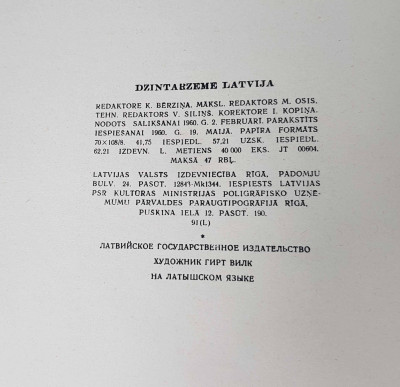 DZINTARZEME LATVIJA
REDAKTORE K. BĒRZIŅA. MĀKSL. REDAKTORS M. OSIS.
TEHN. REDAKTORS V. SILIŅŠ. KOREKTORE I. KOPIŅA.
NODOTS SALIKŠANAI 1960. G. 2. FEBRUĀRĪ. PARAKSTĪTS
IESPIEŠANAI 1960. G. 19. MAIJĀ. PAPĪRA FORMĀTS
70×108/8. 41,75 IESPIEDL. 57,21 UZSK. IESPIEDL.
62,21 IZDEVN. L. METIENS 40 000 EKS. JT 00604.
MAKSĀ 47 RBĻ.
LATVIJAS VALSTS IZDEVNIECĪBA RĪGĀ, PADOMJU
BULV. 24. PASŪT. 12841-Mk1344. IESPIESTS LATVIJAS
PSR KULTŪRAS MINISTRIJAS POLIGRĀFISKO UZŅĒ-
MUMU PĀRVALDES PARAUGTIPOGRĀFIJĀ RĪGĀ,
PUŠKINA IELĀ 12. PASŪT. 190.
91(L)
*
ЛАТВИЙСКОЕ ГОСУДАРСТВЕННОЕ ИЗДАТЕЛЬСТВО
ХУДОЖНИК ГИРТ ВИЛК
НА ЛАТЫШСКОМ ЯЗЫКЕ